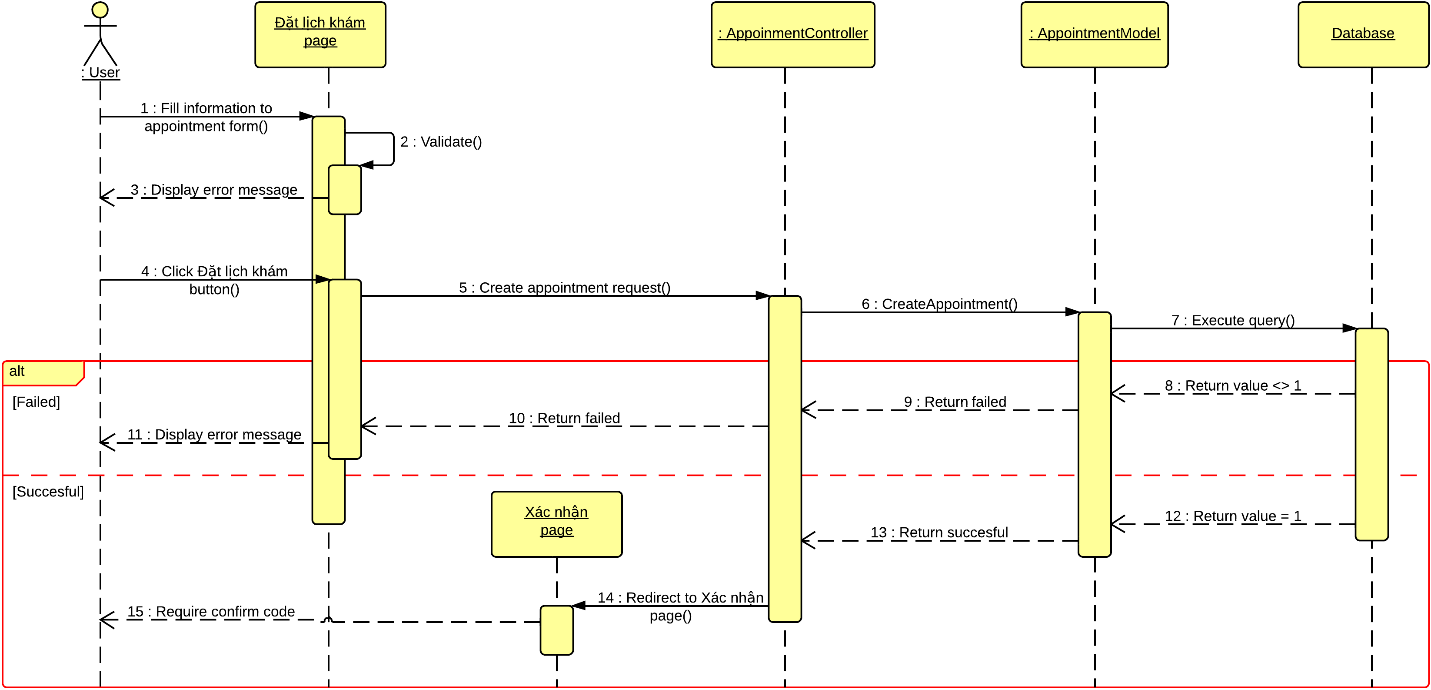 : User
Đặt lịch khám
page
: AppoinmentController
: AppointmentModel
Database
1 : Fill information to
appointment form()
2 : Validate()
3 : Display error message
4 : Click Đặt lịch khám
button()
5 : Create appointment request()
6 : CreateAppointment()
7 : Execute query()
alt
[Failed]
8 : Return value <> 1
9 : Return failed
10 : Return failed
11 : Display error message
[Succesful]
Xác nhận
page
12 : Return value = 1
13 : Return succesful
14 : Redirect to Xác nhận
page()
15 : Require confirm code